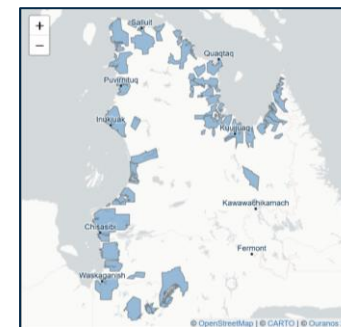 +
−
Salluit
Quaqtaq
Puvirnituq
Inukjuak
Kuujjuaq
Kawawachikamach
Chisasibi
Fermont
Waskaganish
© OpenStreetMap | © CARTO | © Ouranos